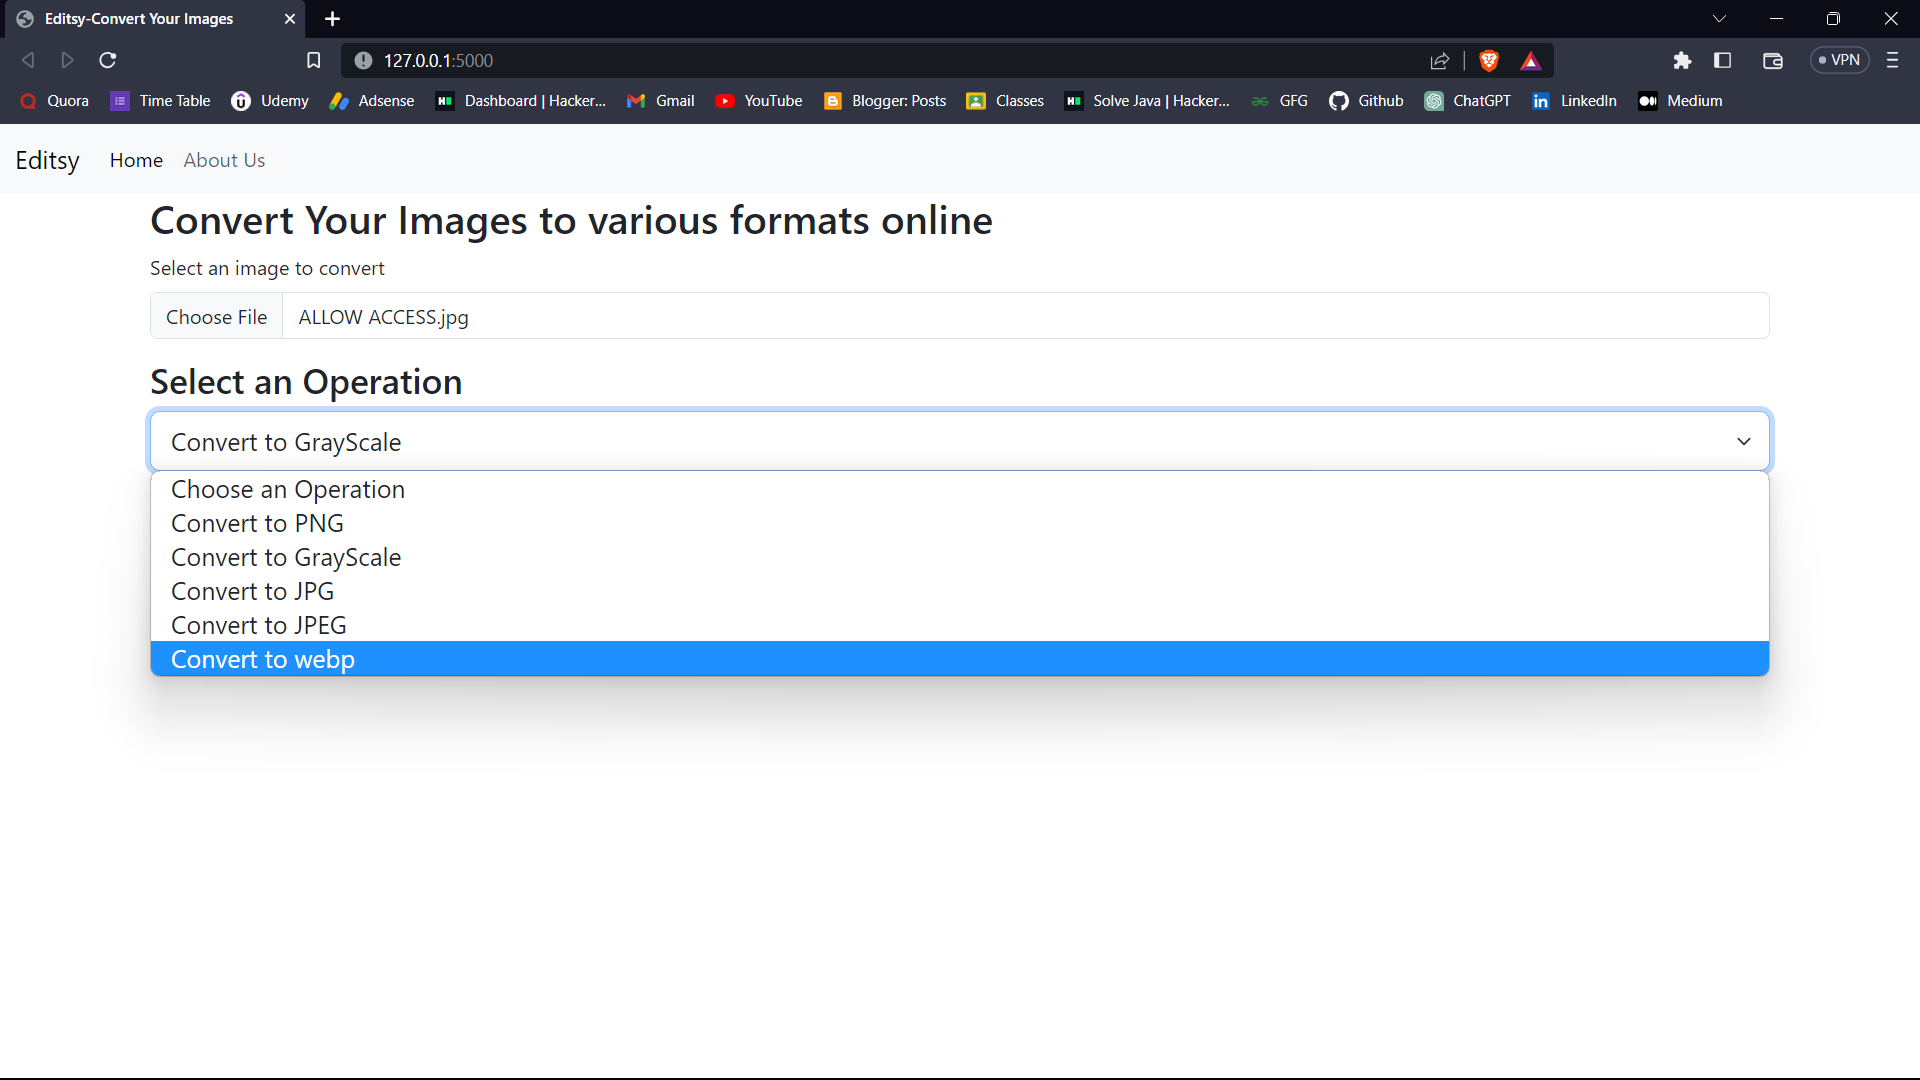 Editsy-Convert Your Images
127.0.0.1:5000
VPN
Quora Time Table Udemy Adsense Dashboard | Hacker... Gmail YouTube Blogger: Posts Classes Solve Java | Hacker... GFG Github ChatGPT LinkedIn Medium
Editsy Home About Us
Convert Your Images to various formats online
Select an image to convert
Choose File ALLOW ACCESS.jpg
Select an Operation
Convert to GrayScale
Choose an Operation
Convert to PNG
Convert to GrayScale
Convert to JPG
Convert to JPEG
Convert to webp